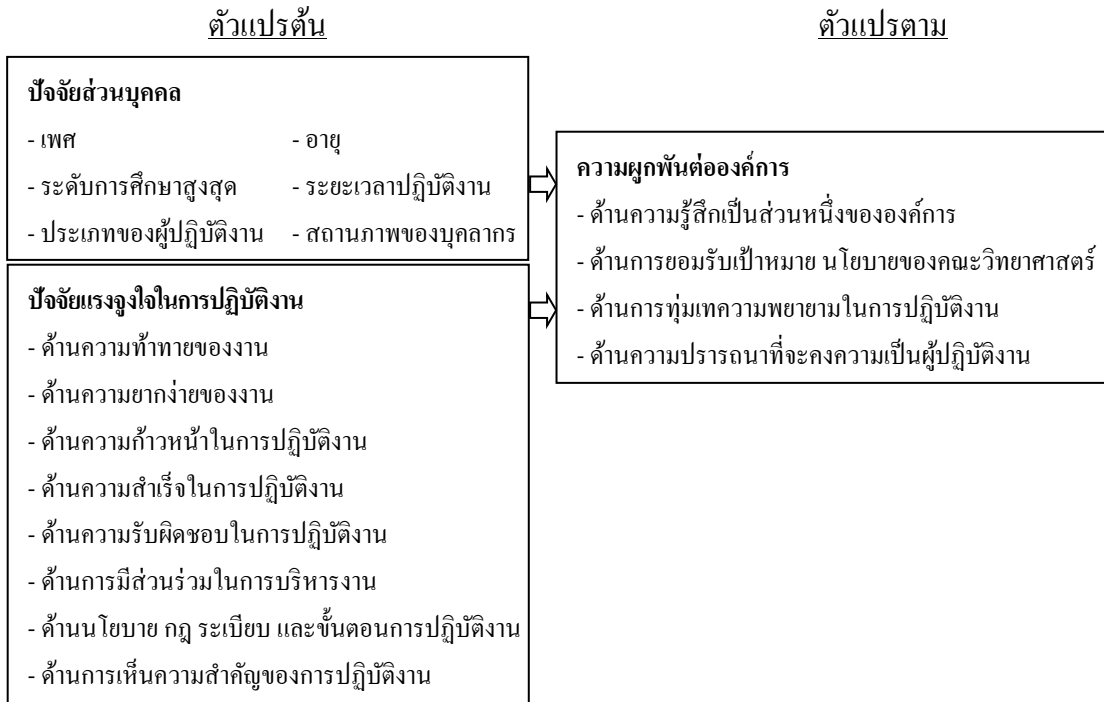 ตัวแปรต้น
ตัวแปรตาม
ปัจจัยส่วนบุคคล
- เพศ - อายุ
- ระดับการศึกษาสูงสุด - ระยะเวลาปฏิบัติงาน
- ประเภทของผู้ปฏิบัติงาน - สถานภาพของบุคลากร
ปัจจัยแรงจูงใจในการปฏิบัติงาน
- ด้านความท้าทายของงาน
- ด้านความยากง่ายของงาน
- ด้านความก้าวหน้าในการปฏิบัติงาน
- ด้านความสำเร็จในการปฏิบัติงาน
- ด้านความรับผิดชอบในการปฏิบัติงาน
- ด้านการมีส่วนร่วมในการบริหารงาน
- ด้านนโยบาย กฎ ระเบียบ และขั้นตอนการปฏิบัติงาน
- ด้านการเห็นความสำคัญของการปฏิบัติงาน
ความผูกพันต่อองค์การ
- ด้านความรู้สึกเป็นส่วนหนึ่งขององค์การ
- ด้านการยอมรับเป้าหมาย นโยบายของคณะวิทยาศาสตร์
- ด้านการทุ่มเทความพยายามในการปฏิบัติงาน
- ด้านความปรารถนาที่จะคงความเป็นผู้ปฏิบัติงาน